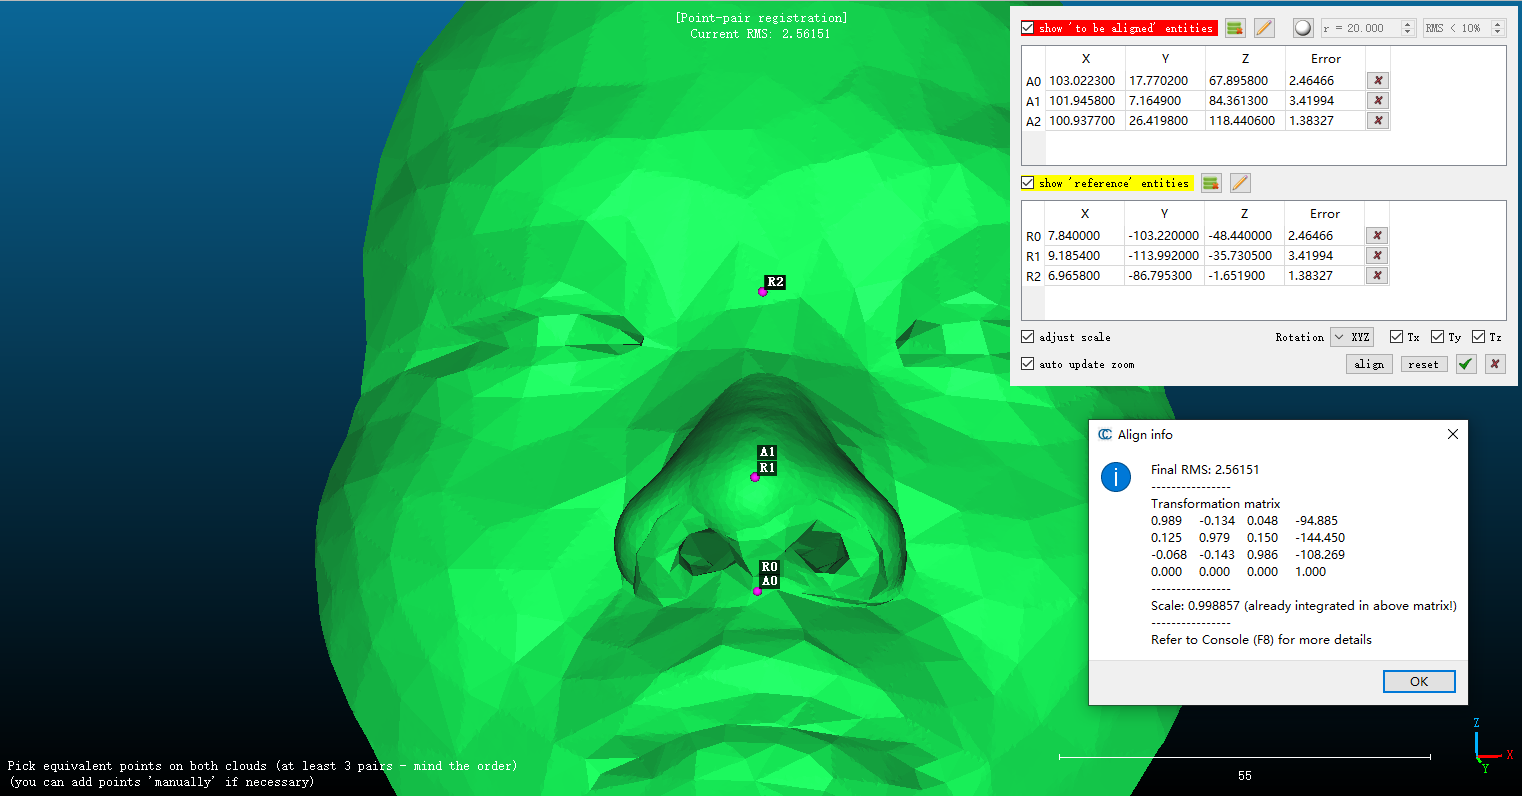 [Point-pair registration]
Current RMS: 2.56151
show 'to be aligned' entities
r = 20.000
RMS < 10%
X Y Z Error
A0 103.022300 17.770200 67.895800 2.46466
A1 101.945800 7.164900 84.361300 3.41994
A2 100.937700 26.419800 118.440600 1.38327
show 'reference' entities
X Y Z Error
R0 7.840000 -103.220000 -48.440000 2.46466
R1 9.185400 -113.992000 -35.730500 3.41994
R2 6.965800 -86.795300 -1.651900 1.38327
adjust scale
Rotation XYZ Tx Ty Tz
auto update zoom
align reset
R2
A1
R1
R0
A0
Align info
Final RMS: 2.56151
----------------
Transformation matrix
0.989 -0.134 0.048 -94.885
0.125 0.979 0.150 -144.450
-0.068 -0.143 0.986 -108.269
0.000 0.000 0.000 1.000
----------------
Scale: 0.998857 (already integrated in above matrix!)
----------------
Refer to Console (F8) for more details
OK
Z
X
Y
55
Pick equivalent points on both clouds (at least 3 pairs - mind the order)
(you can add points 'manually' if necessary)